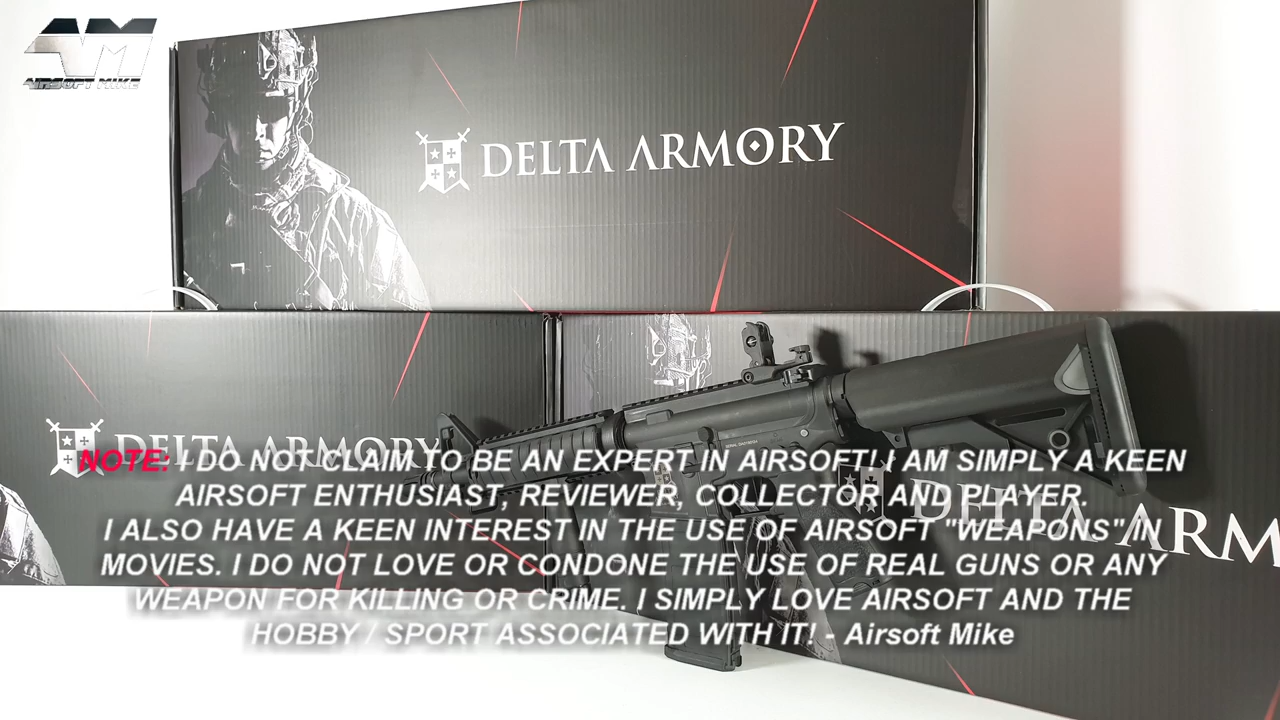 AM
AIRSOFT MIKE
DELTA ARMORY
DELTA ARMORY
DELTA ARM
NOTE: I DO NOT CLAIM TO BE AN EXPERT IN AIRSOFT!! I AM SIMPLY A KEEN
AIRSOFT ENTHUSIAST, REVIEWER, COLLECTOR AND PLAYER.
I ALSO HAVE A KEEN INTEREST IN THE USE OF AIRSOFT "WEAPONS" IN
MOVIES. I DO NOT LOVE OR CONDONE THE USE OF REAL GUNS OR ANY
WEAPON FOR KILLING OR CRIME. I SIMPLY LOVE AIRSOFT AND THE
HOBBY / SPORT ASSOCIATED WITH IT! - Airsoft Mike